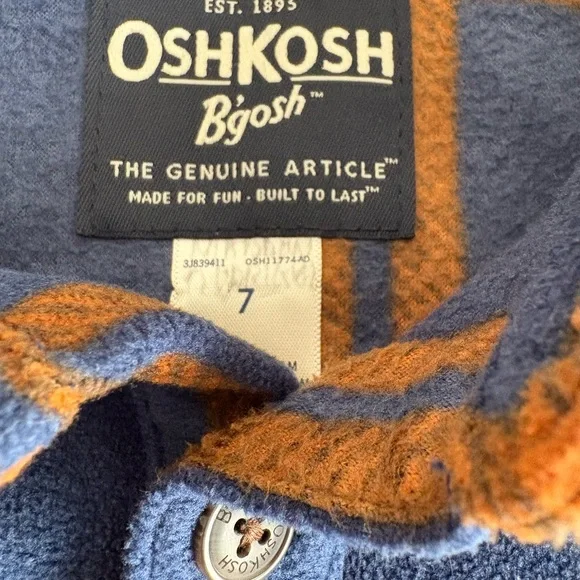 EST. 1895
OSHKOSH
B'gosh™
THE GENUINE ARTICLE™
MADE FOR FUN · BUILT TO LAST™
3J839411 OSH11774AD
7
B
OSHKOSH